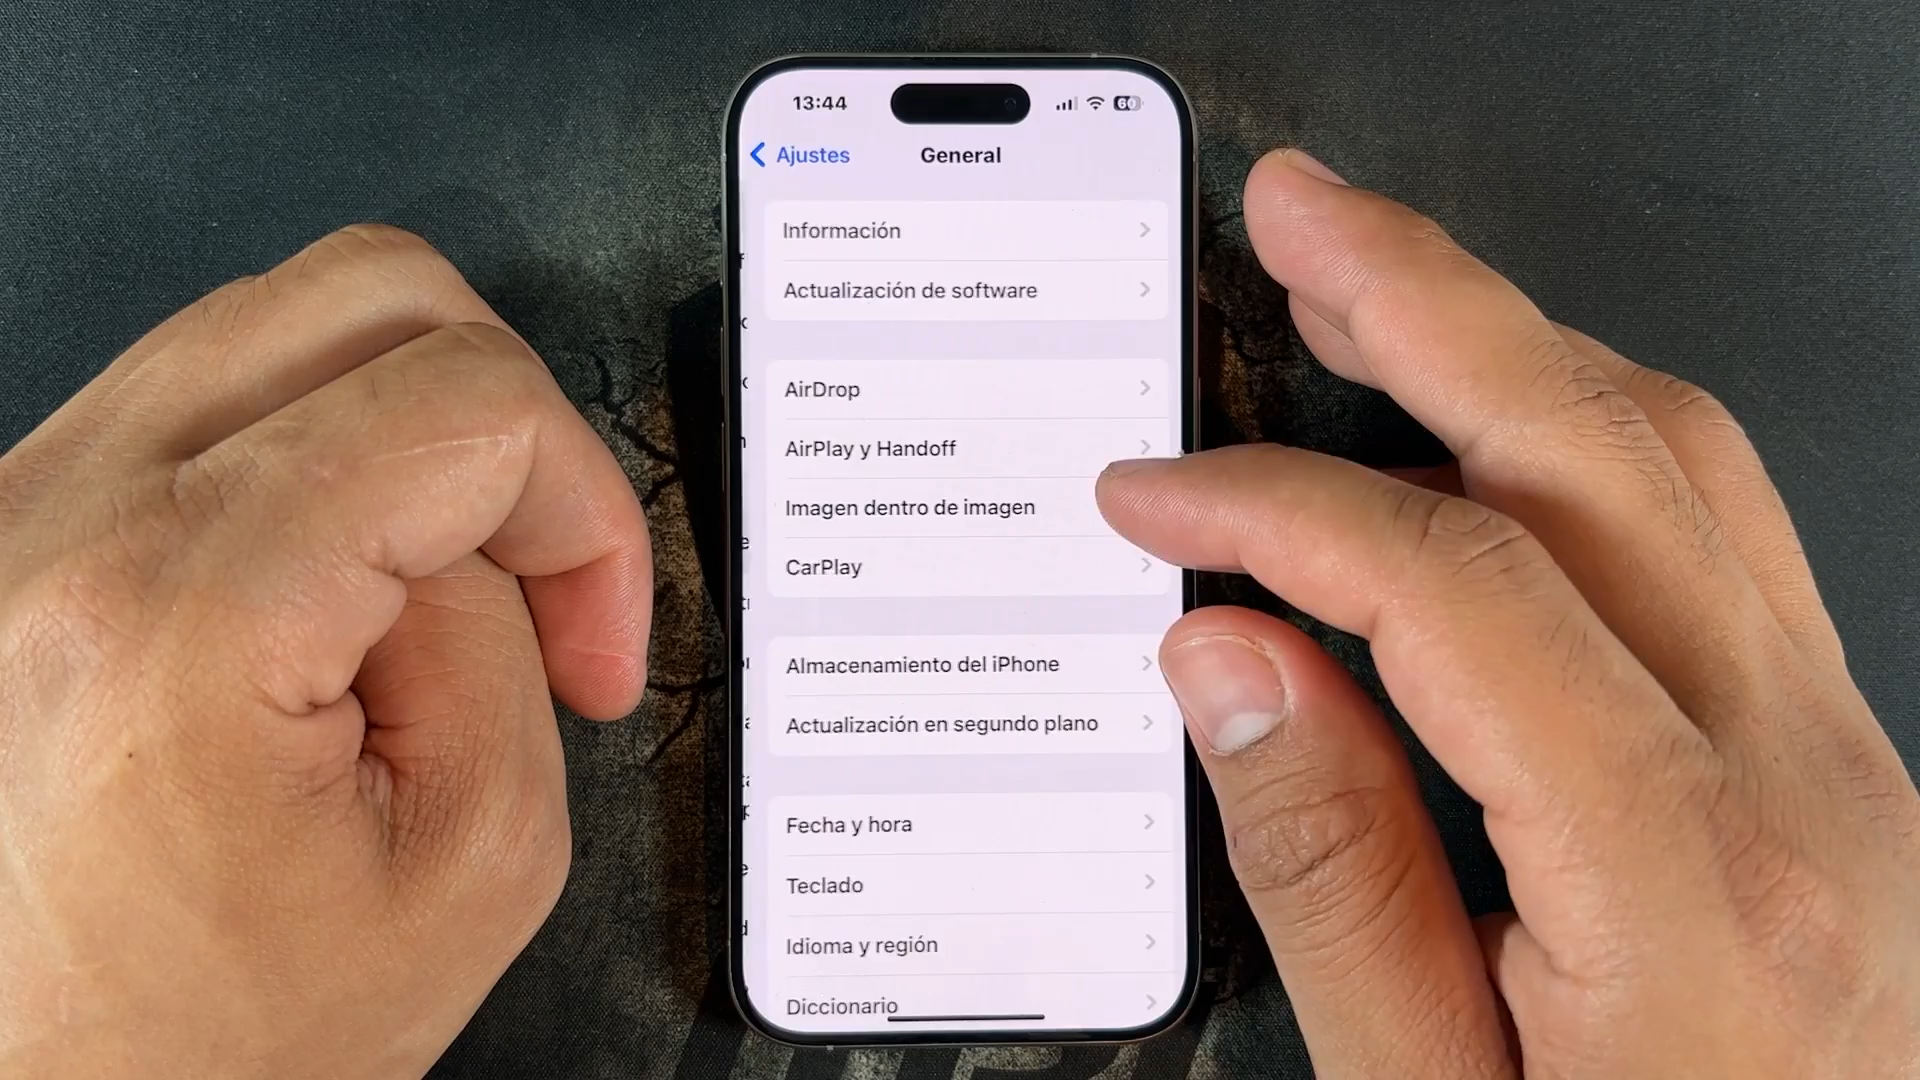 13:44
60
Ajustes
General
Información
Actualización de software
AirDrop
AirPlay y Handoff
Imagen dentro de imagen
CarPlay
Almacenamiento del iPhone
Actualización en segundo plano
Fecha y hora
Teclado
Idioma y región
Diccionario